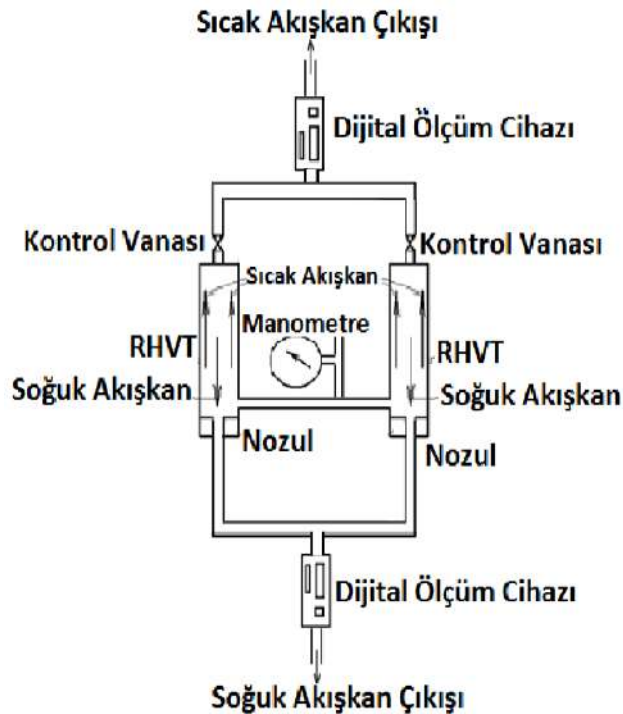 Sıcak Akışkan Çıkışı
Dijital Ölçüm Cihazı
Kontrol Vanası
Kontrol Vanası
Sıcak Akışkan
Manometre
RHVT
RHVT
Soğuk Akışkan
Soğuk Akışkan
Nozul
Nozul
Dijital Ölçüm Cihazı
Soğuk Akışkan Çıkışı